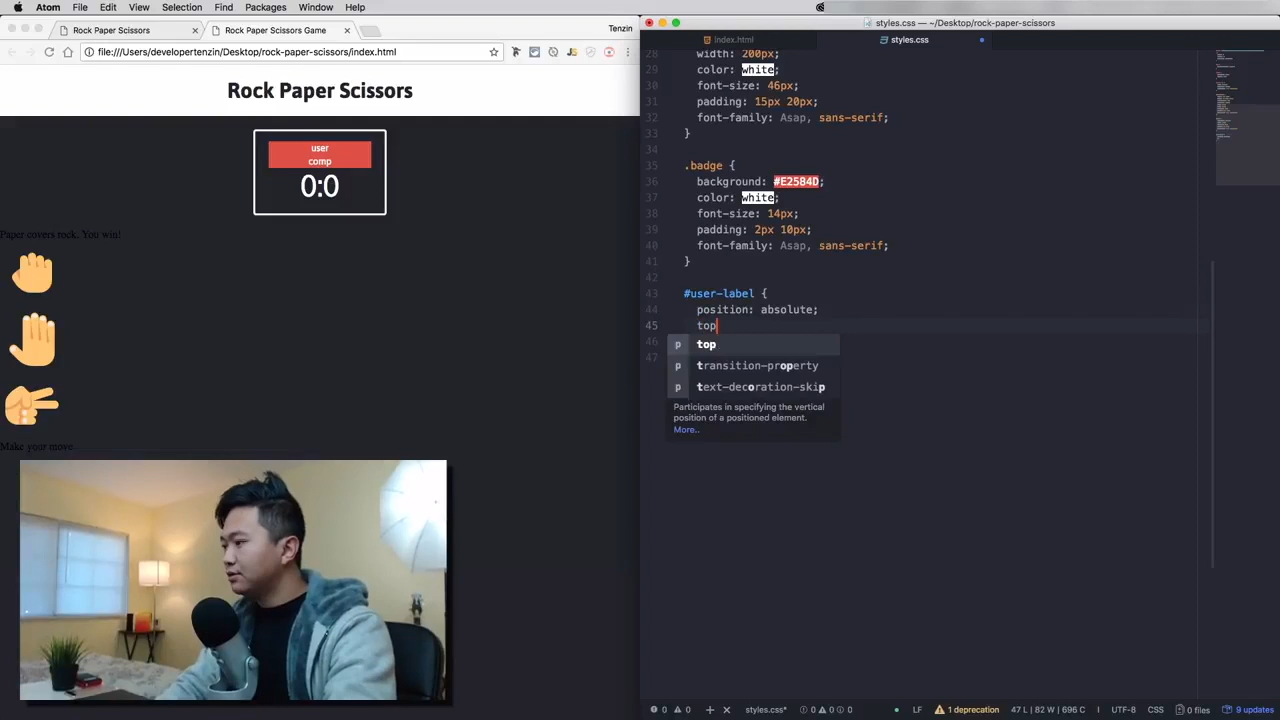 Atom File Edit View Selection Find Packages Window Help
Rock Paper Scissors
Rock Paper Scissors Game
Tenzin
file:///Users/developertenzin/Desktop/rock-paper-scissors/index.html
Rock Paper Scissors
user
comp
0:0
Paper covers rock. You win!
Make your move.
styles.css — ~/Desktop/rock-paper-scissors
index.html
styles.css
28 width: 200px;
29 color: white;
30 font-size: 46px;
31 padding: 15px 20px;
32 font-family: Asap, sans-serif;
33 }
34
35 .badge {
36 background: #E2584D;
37 color: white;
38 font-size: 14px;
39 padding: 2px 10px;
40 font-family: Asap, sans-serif;
41 }
42
43 #user-label {
44 position: absolute;
45 top
46
47
p top
p transition-property
p text-decoration-skip
Participates in specifying the vertical
position of a positioned element.
More...
0 0 styles.css* 0 0 0 LF 1 deprecation 47 L | 82 W | 696 C UTF-8 CSS 0 files 9 updates